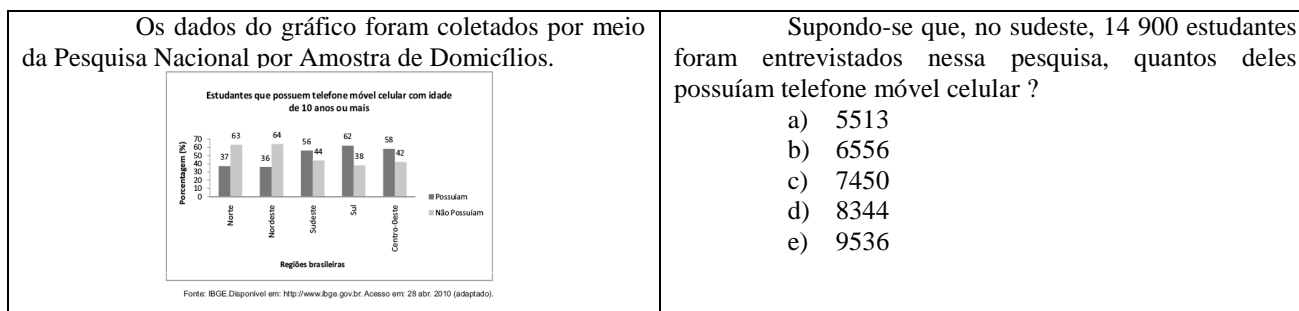 Os dados do gráfico foram coletados por meio
da Pesquisa Nacional por Amostra de Domicílios.
Estudantes que possuem telefone móvel celular com idade
de 10 anos ou mais
Porcentagem (%)
70
60
50
40
30
20
10
0
37
63
36
64
56
44
62
38
58
42
Norte
Nordeste
Sudeste
Sul
Centro-Oeste
Possuíam
Não Possuíam
Regiões brasileiras
Fonte: IBGE.Disponível em: http://www.ibge.gov.br. Acesso em: 28 abr. 2010 (adaptado).
Supondo-se que, no sudeste, 14 900 estudantes
foram entrevistados nessa pesquisa, quantos deles
possuíam telefone móvel celular ?
a) 5513
b) 6556
c) 7450
d) 8344
e) 9536